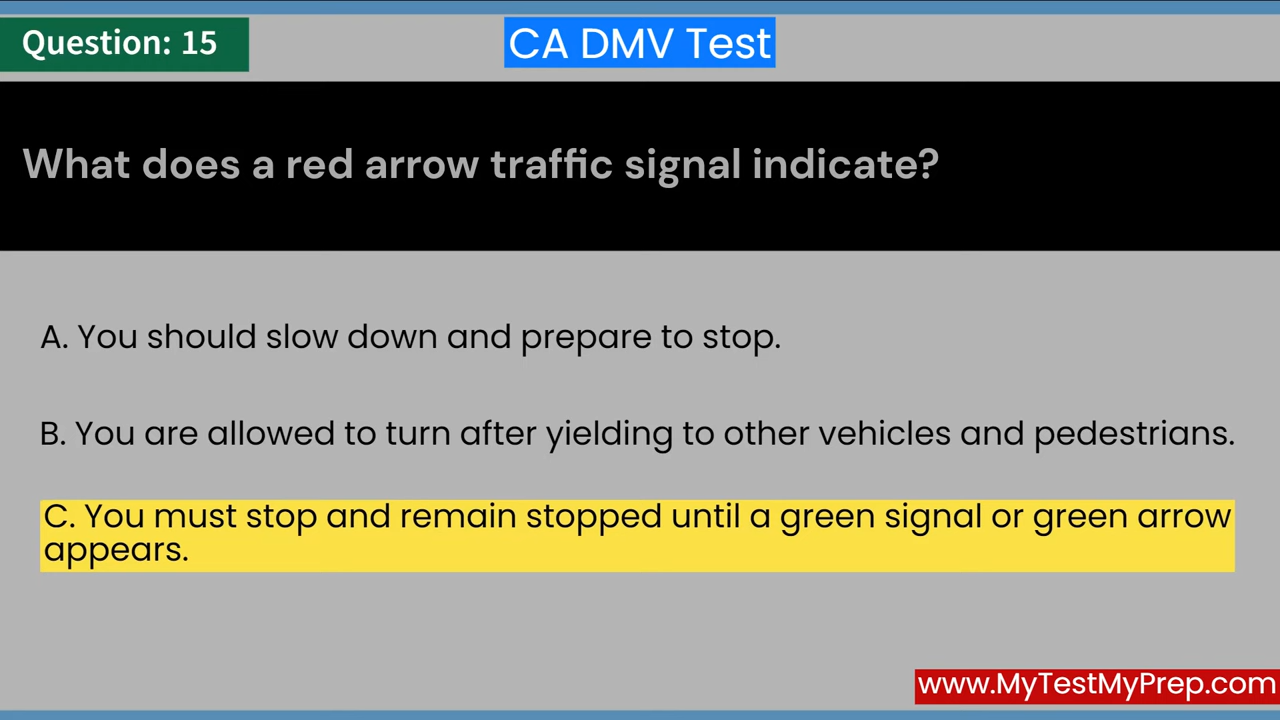 Question: 15
CA DMV Test
What does a red arrow traffic signal indicate?
A. You should slow down and prepare to stop.
B. You are allowed to turn after yielding to other vehicles and pedestrians.
C. You must stop and remain stopped until a green signal or green arrow
appears.
www.MyTestMyPrep.com